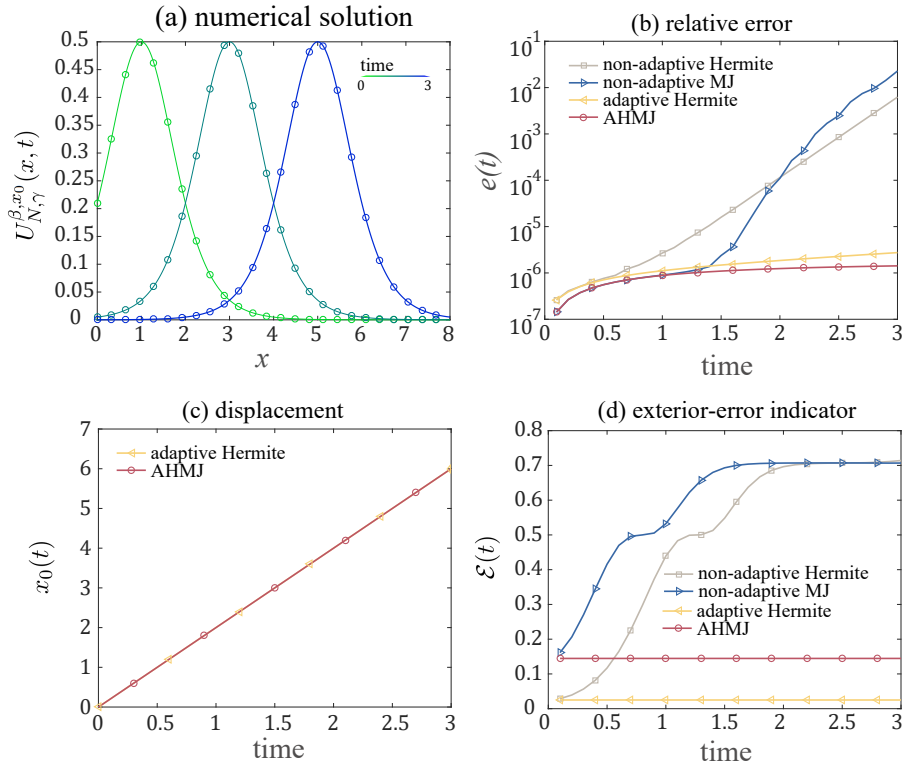 (a) numerical solution
0.5
0.45
0.4
0.35
0.3
0.25
0.2
0.15
0.1
0.05
0
U_{N,γ}^{β,x_0}(x, t)
time
0 3
0 1 2 3 4 5 6 7 8
x
(b) relative error
10^{-1}
10^{-2}
10^{-4}
10^{-5}
10^{-6}
10^{-7}
e(t)
non-adaptive Hermite
non-adaptive MJ
adaptive Hermite
AHMJ
0 0.5 1 1.5 2 2.5 3
time
(c) displacement
7
6
5
4
3
2
1
0
x_0(t)
adaptive Hermite
AHMJ
0 0.5 1 1.5 2 2.5 3
time
(d) exterior-error indicator
0.8
0.7
0.6
0.5
0.4
0.3
0.2
0.1
0
ℰ(t)
non-adaptive Hermite
non-adaptive MJ
adaptive Hermite
AHMJ
0 0.5 1 1.5 2 2.5 3
time